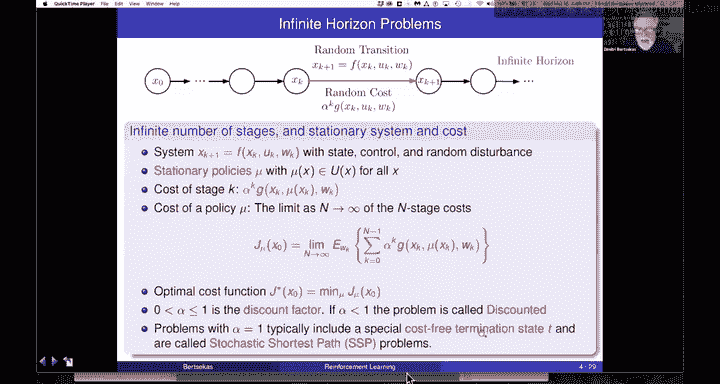 QuickTime Player File Edit View Window Help
Infinite Horizon Problems
Dimitri Bertsekas
Random Transition
x_{k+1} = f(x_k, u_k, w_k)
Infinite Horizon
x_0 ... x_k x_{k+1} ...
Random Cost
α^k g(x_k, u_k, w_k)
Infinite number of stages, and stationary system and cost
System x_{k+1} = f(x_k, u_k, w_k) with state, control, and random disturbance
Stationary policies μ with μ(x) ∈ U(x) for all x
Cost of stage k: α^k g(x_k, μ(x_k), w_k)
Cost of a policy μ: The limit as N → ∞ of the N-stage costs
J_μ(x_0) = lim_{N→∞} E_{w_k} { ∑_{k=0}^{N−1} α^k g(x_k, μ(x_k), w_k) }
Optimal cost function J*(x_0) = min_μ J_μ(x_0)
0 < α ≤ 1 is the discount factor. If α < 1 the problem is called Discounted
Problems with α = 1 typically include a special cost-free termination state t and
are called Stochastic Shortest Path (SSP) problems.
Bertsekas Reinforcement Learning 4 - 29